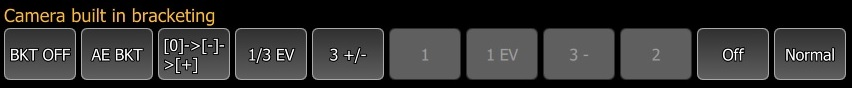 Camera built in bracketing
BKT OFF AE BKT [0]->[-]- 1/3 EV 3 +/- 1 1 EV 3 - 2 Off Normal
>[+]